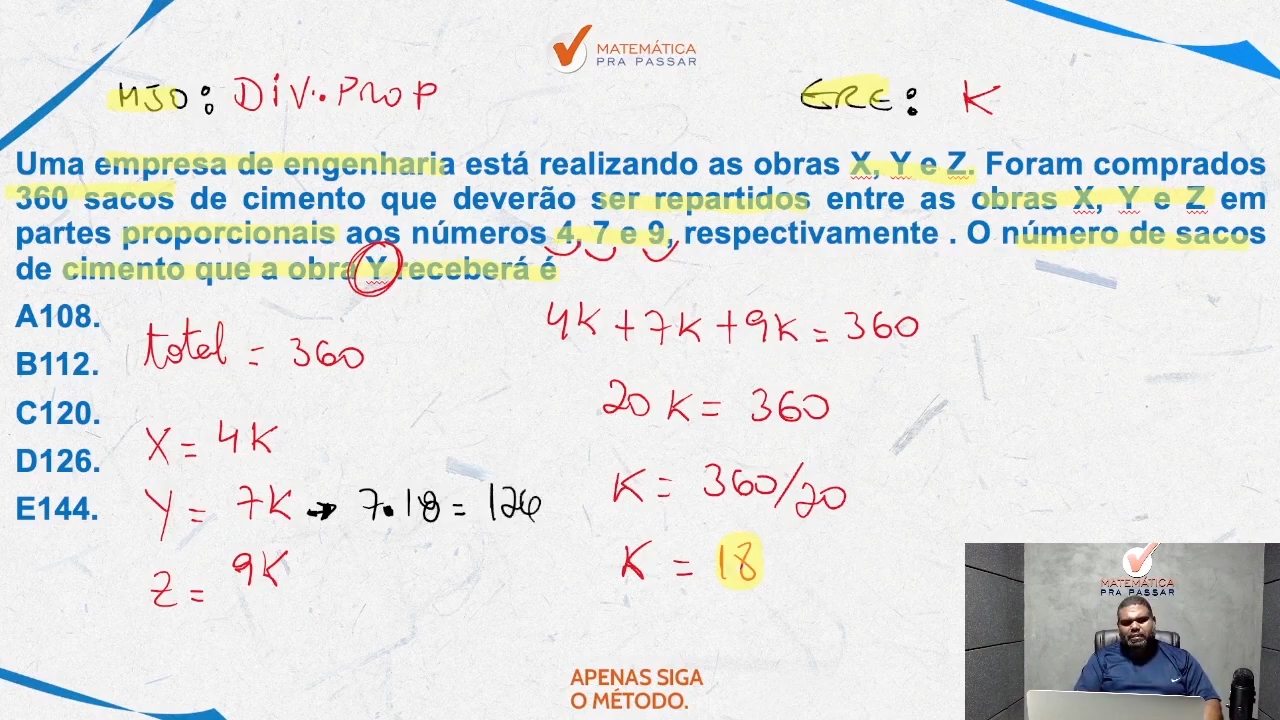 MATEMÁTICA
PRA PASSAR
MJO: DIV. PROP
ERE: K
Uma empresa de engenharia está realizando as obras X, Y e Z. Foram comprados
360 sacos de cimento que deverão ser repartidos entre as obras X, Y e Z em
partes proporcionais aos números 4, 7 e 9, respectivamente . O número de sacos
de cimento que a obra Y receberá é
A108.
B112.
C120.
D126.
E144.
total = 360
X = 4K
Y = 7K → 7.18 = 126
Z = 9K
4K + 7K + 9K = 360
20 K = 360
K = 360/20
K = 18
MATEMÁTICA
PRA PASSAR
APENAS SIGA
O MÉTODO.